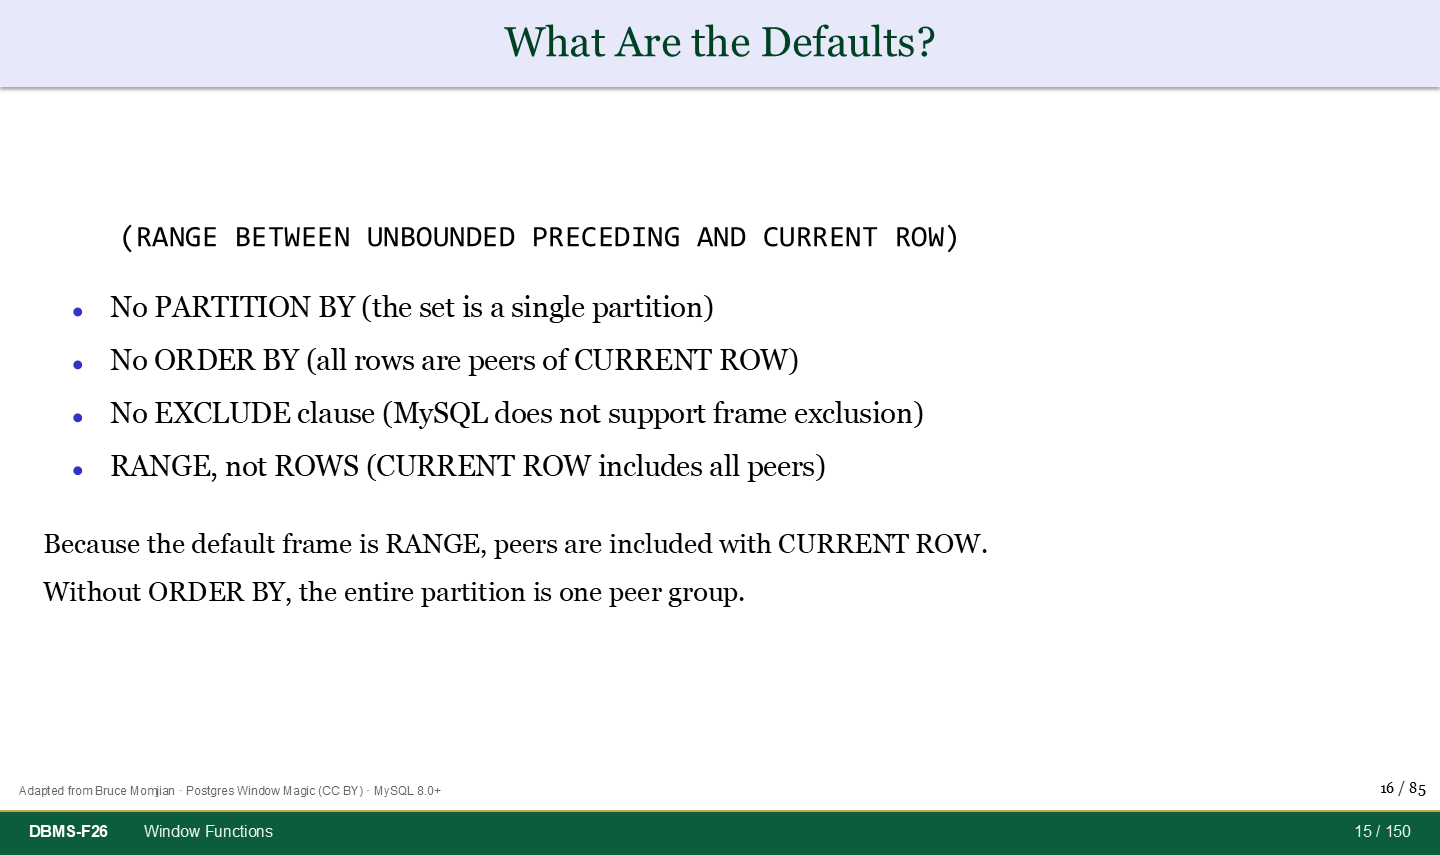 What Are the Defaults?
(RANGE BETWEEN UNBOUNDED PRECEDING AND CURRENT ROW)
• No PARTITION BY (the set is a single partition)
• No ORDER BY (all rows are peers of CURRENT ROW)
• No EXCLUDE clause (MySQL does not support frame exclusion)
• RANGE, not ROWS (CURRENT ROW includes all peers)
Because the default frame is RANGE, peers are included with CURRENT ROW.
Without ORDER BY, the entire partition is one peer group.
Adapted from Bruce Momjian · Postgres Window Magic (CC BY) · MySQL 8.0+
16 / 85
DBMS-F26 Window Functions 15 / 150